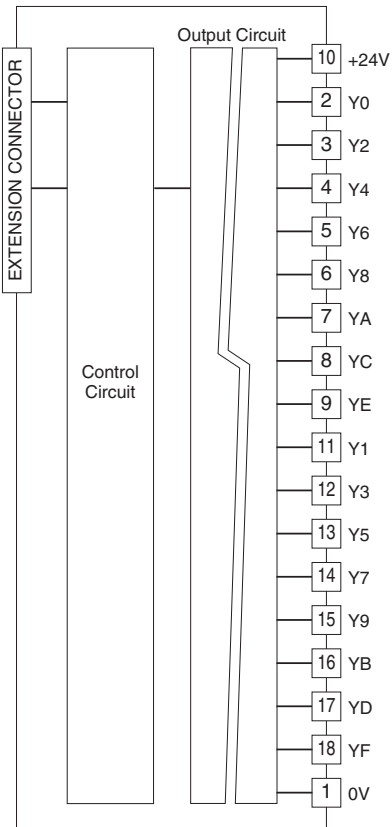 Output Circuit
EXTENSION CONNECTOR
Control
Circuit
10 +24V
2 Y0
3 Y2
4 Y4
5 Y6
6 Y8
7 YA
8 YC
9 YE
11 Y1
12 Y3
13 Y5
14 Y7
15 Y9
16 YB
17 YD
18 YF
1 0V